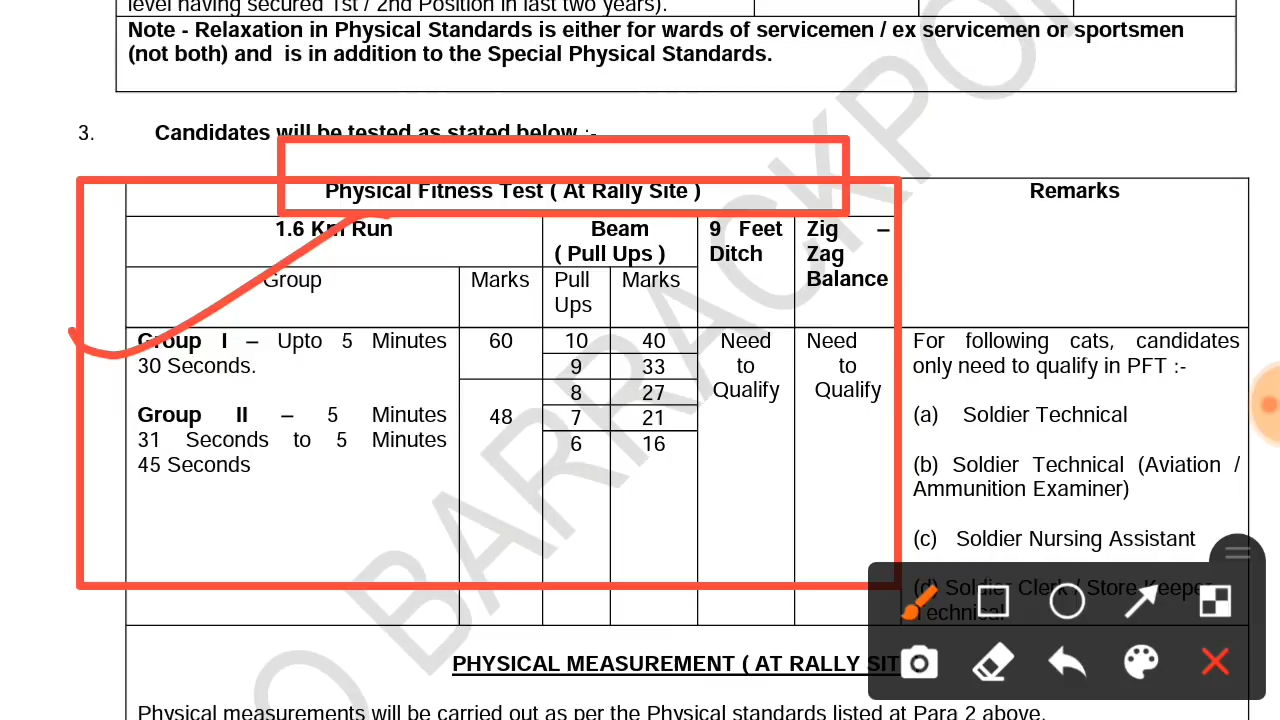 level having secured 1st / 2nd Position in last two years).
Note - Relaxation in Physical Standards is either for wards of servicemen / ex servicemen or sportsmen
(not both) and is in addition to the Special Physical Standards.
3. Candidates will be tested as stated below :-
Physical Fitness Test ( At Rally Site )
Remarks
1.6 Km Run
Beam
( Pull Ups )
9 Feet
Ditch
Zig –
Zag
Balance
Group
Marks
Pull
Ups
Marks
Group I – Upto 5 Minutes
30 Seconds.
60
10 40
9 33
Group II – 5 Minutes
31 Seconds to 5 Minutes
45 Seconds
48
8 27
7 21
6 16
Need
to
Qualify
Need
to
Qualify
For following cats, candidates
only need to qualify in PFT :-
(a) Soldier Technical
(b) Soldier Technical (Aviation /
Ammunition Examiner)
(c) Soldier Nursing Assistant
(d) Soldier Clerk / Store Keeper
Technical
PHYSICAL MEASUREMENT ( AT RALLY SIT
Physical measurements will be carried out as per the Physical standards listed at Para 2 above.
O BARRACKPO